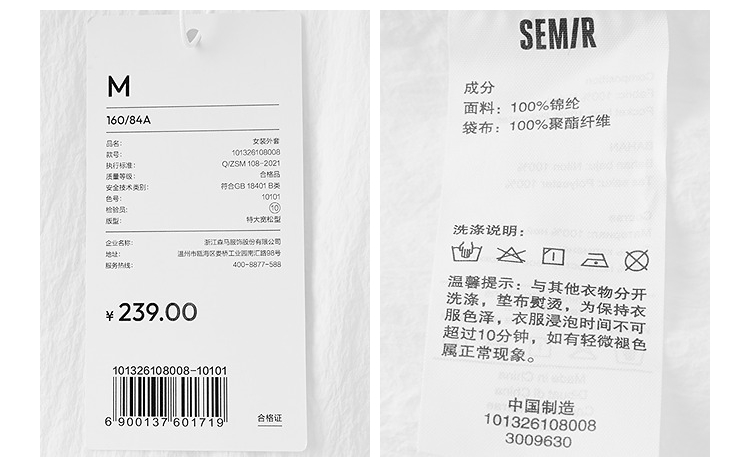 M
160/84A
品名: 女装外套
款号: 101326108008
执行标准: Q/ZSM 108-2021
质量等级: 合格品
安全技术类别: 符合GB 18401 B类
色号: 10101
检验员: 10
版型: 特大宽松型
企业名称: 浙江森马服饰股份有限公司
地址: 温州市瓯海区娄桥工业园南汇路98号
服务热线: 400-8877-588
¥ 239.00
101326108008-10101
6 900137 601719
合格证
SEMIR
成分
面料: 100%锦纶
袋布: 100%聚酯纤维
洗涤说明:
温馨提示: 与其他衣物分开
洗涤, 垫布熨烫, 为保持衣
服色泽, 衣服浸泡时间不可
超过10分钟, 如有轻微褪色
属正常现象。
中国制造
101326108008
3009630